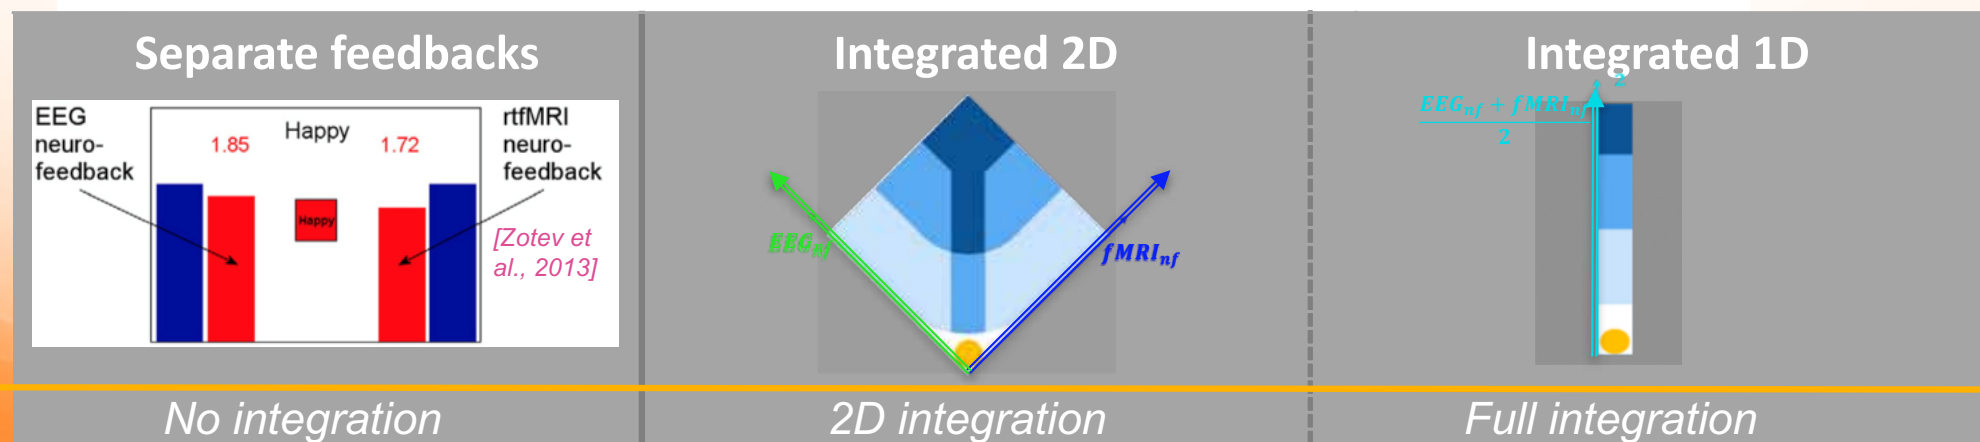 Separate feedbacks
EEG
neuro-
feedback
1.85
Happy
1.72
rtfMRI
neuro-
feedback
Happy
[Zotev et
al., 2013]
No integration
Integrated 2D
EEG_nf
fMRI_nf
2D integration
Integrated 1D
2
EEG_nf + fMRI_nf
2
Full integration